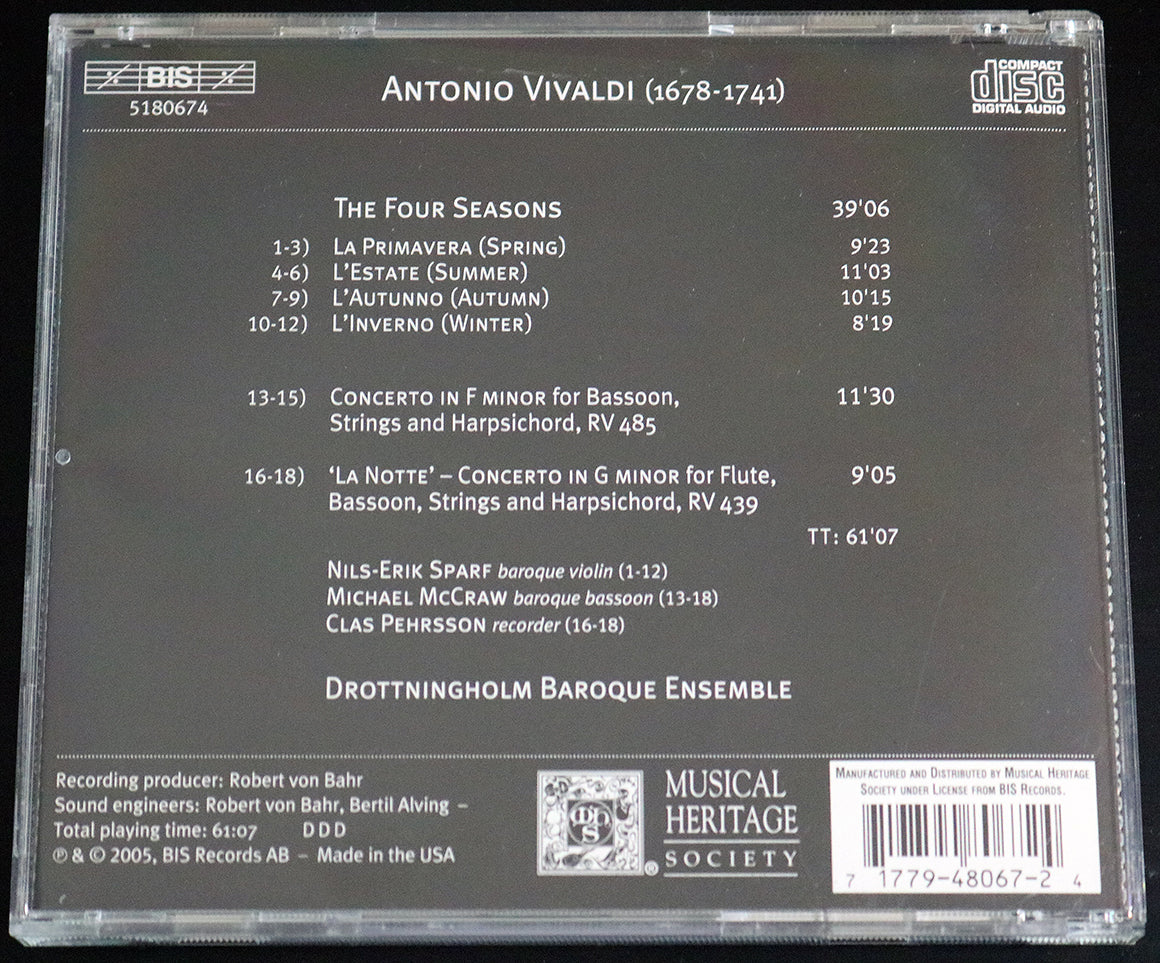 BIS
5180674
ANTONIO VIVALDI (1678-1741)
COMPACT
disc
DIGITAL AUDIO
THE FOUR SEASONS 39'06
1-3) LA PRIMAVERA (SPRING) 9'23
4-6) L'ESTATE (SUMMER) 11'03
7-9) L'AUTUNNO (AUTUMN) 10'15
10-12) L'INVERNO (WINTER) 8'19
13-15) CONCERTO IN F MINOR for Bassoon, 11'30
Strings and Harpsichord, RV 485
16-18) ‘LA NOTTE’ – CONCERTO IN G MINOR for Flute, 9'05
Bassoon, Strings and Harpsichord, RV 439
TT: 61'07
NILS-ERIK SPARF baroque violin (1-12)
MICHAEL MCCRAW baroque bassoon (13-18)
CLAS PEHRSSON recorder (16-18)
DROTTNINGHOLM BAROQUE ENSEMBLE
Recording producer: Robert von Bahr
Sound engineers: Robert von Bahr, Bertil Alving –
Total playing time: 61:07 D D D
℗ & © 2005, BIS Records AB – Made in the USA
MHS
®
MUSICAL
HERITAGE
SOCIETY
MANUFACTURED AND DISTRIBUTED BY MUSICAL HERITAGE
SOCIETY UNDER LICENSE FROM BIS RECORDS.
7 17794-48067-2 4